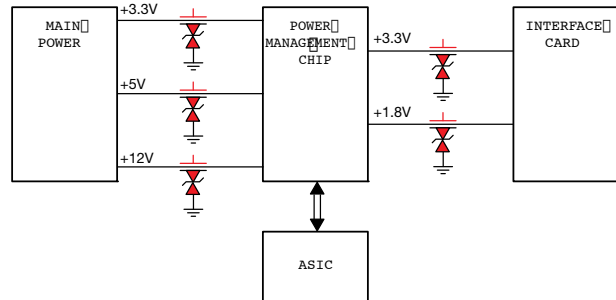 MAIN
POWER
+3.3V
+5V
+12V
POWER
MANAGEMENT
CHIP
+3.3V
+1.8V
INTERFACE
CARD
ASIC